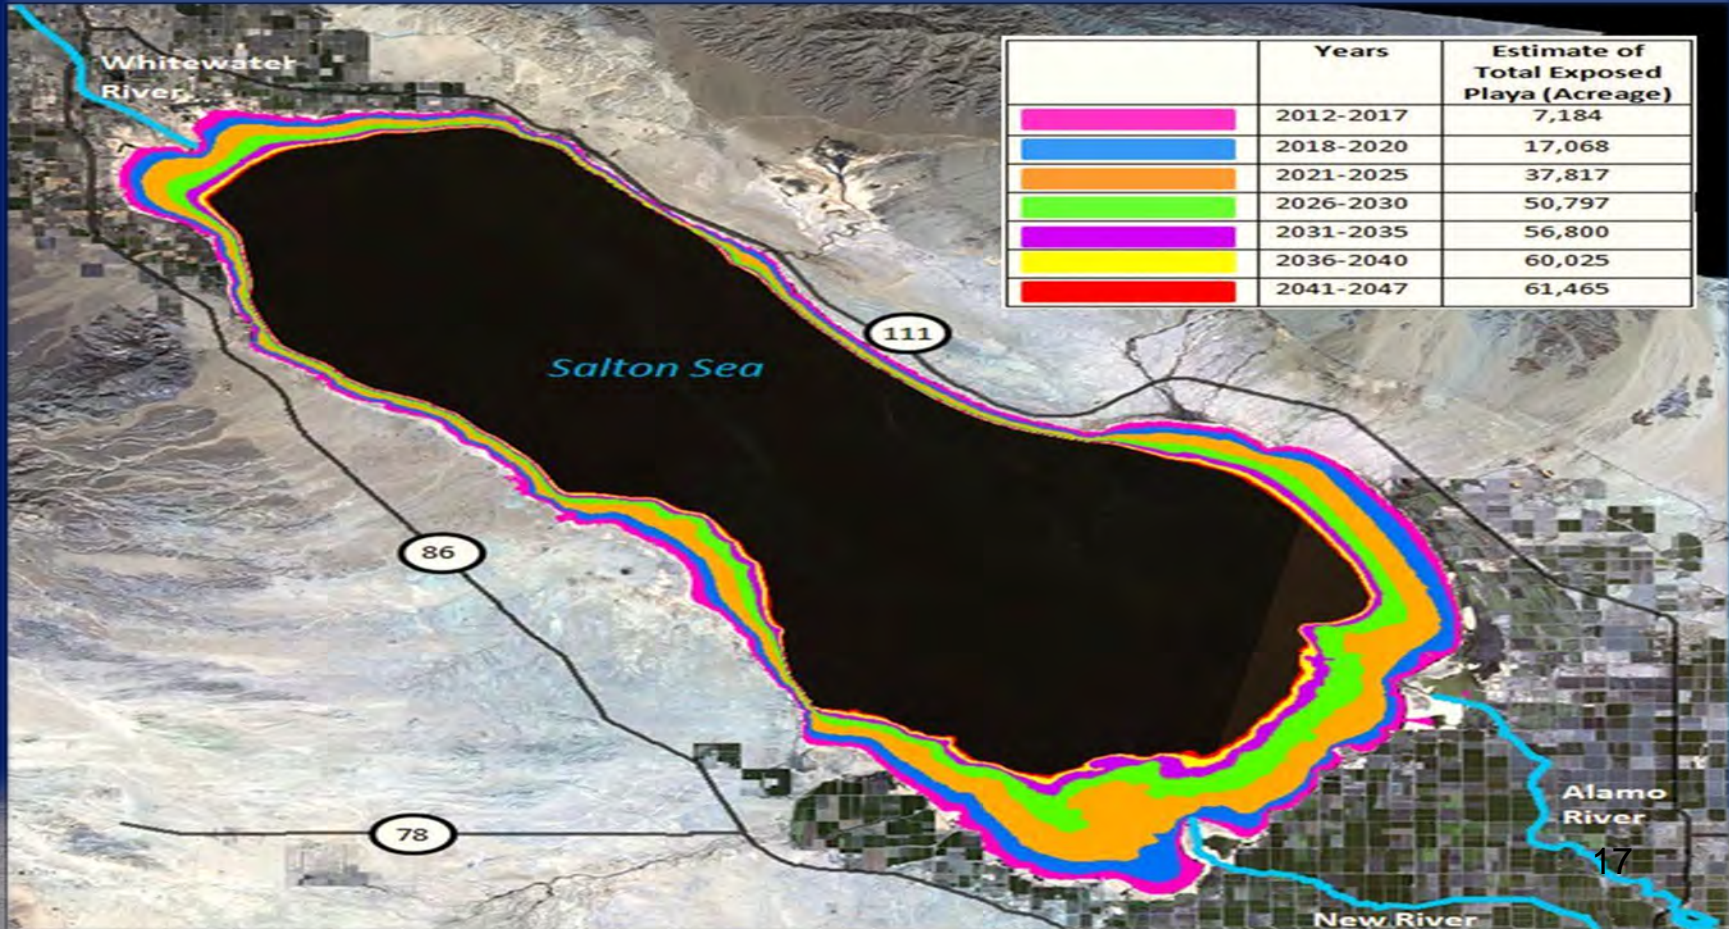 Whitewater
River
Years
Estimate of
Total Exposed
Playa (Acreage)
2012-2017 7,184
2018-2020 17,068
2021-2025 37,817
2026-2030 50,797
2031-2035 56,800
2036-2040 60,025
2041-2047 61,465
111
Salton Sea
86
78
Alamo
River
17
New River